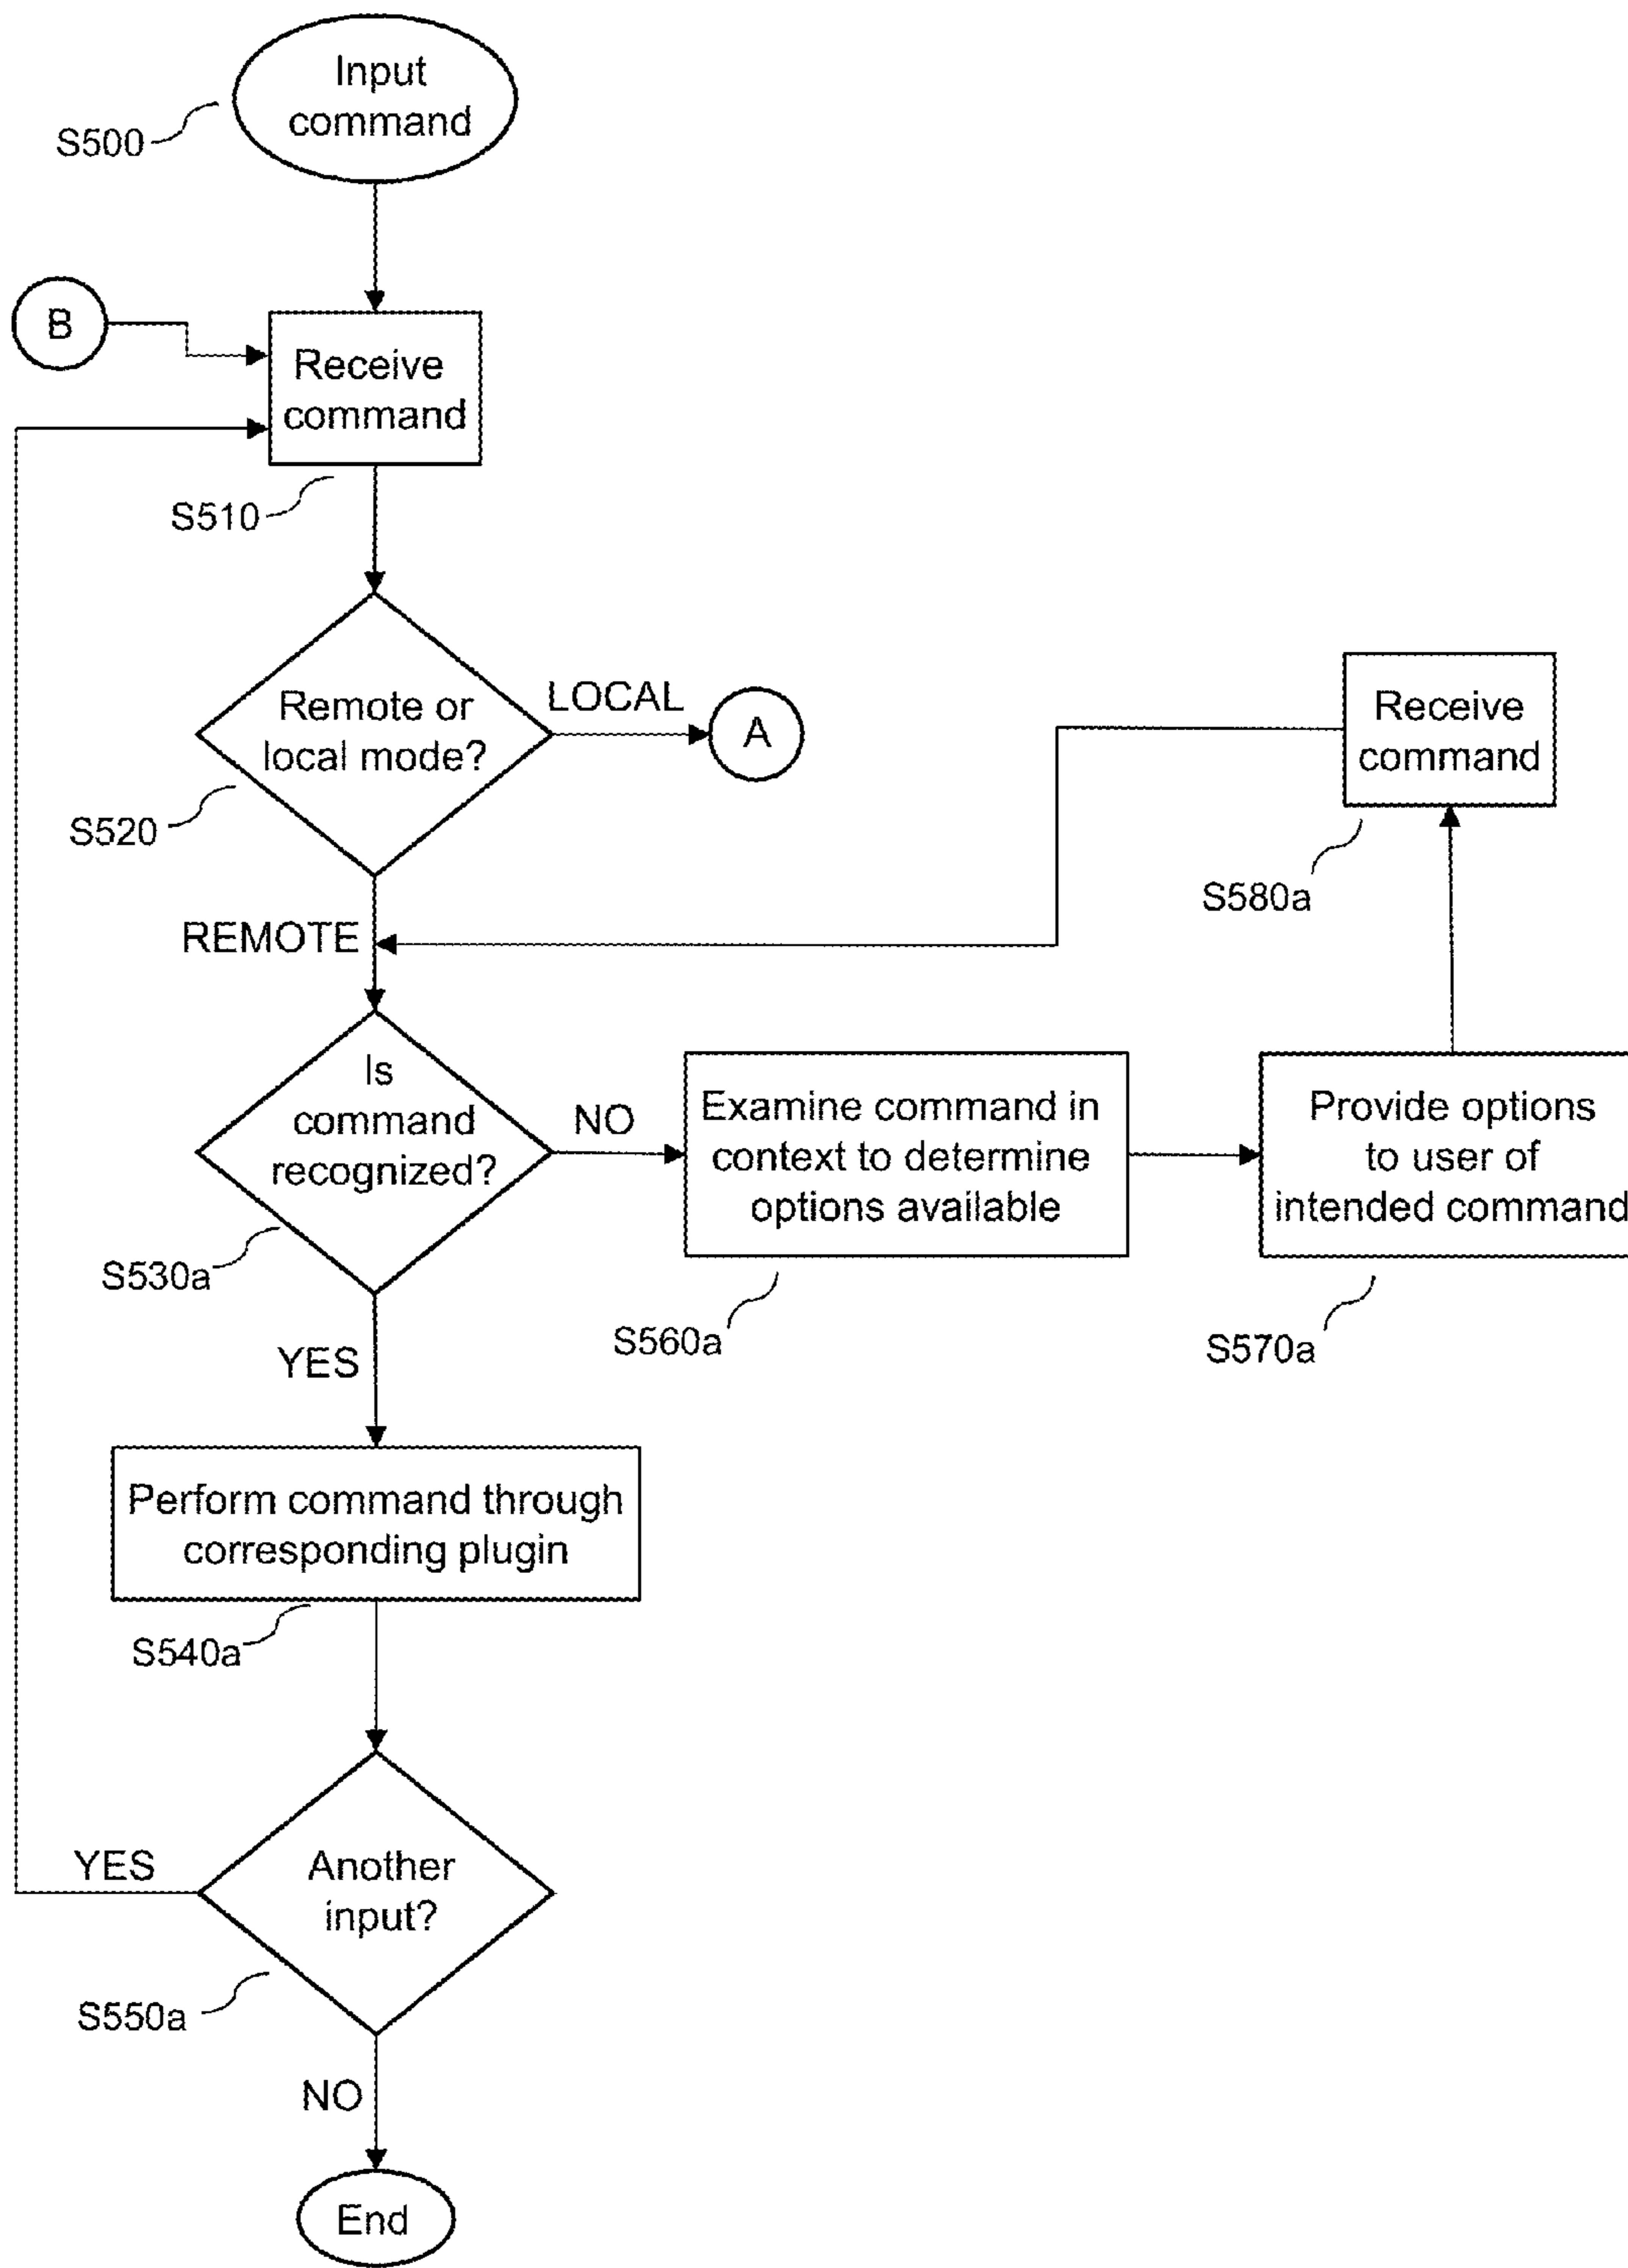 Input
command
S500
B
Receive
command
S510
Remote or
local mode?
LOCAL
A
S520
REMOTE
Receive
command
S580a
Is
command
recognized?
NO
S530a
Examine command in
context to determine
options available
S560a
Provide options
to user of
intended command
S570a
YES
Perform command through
corresponding plugin
S540a
Another
input?
YES
S550a
NO
End